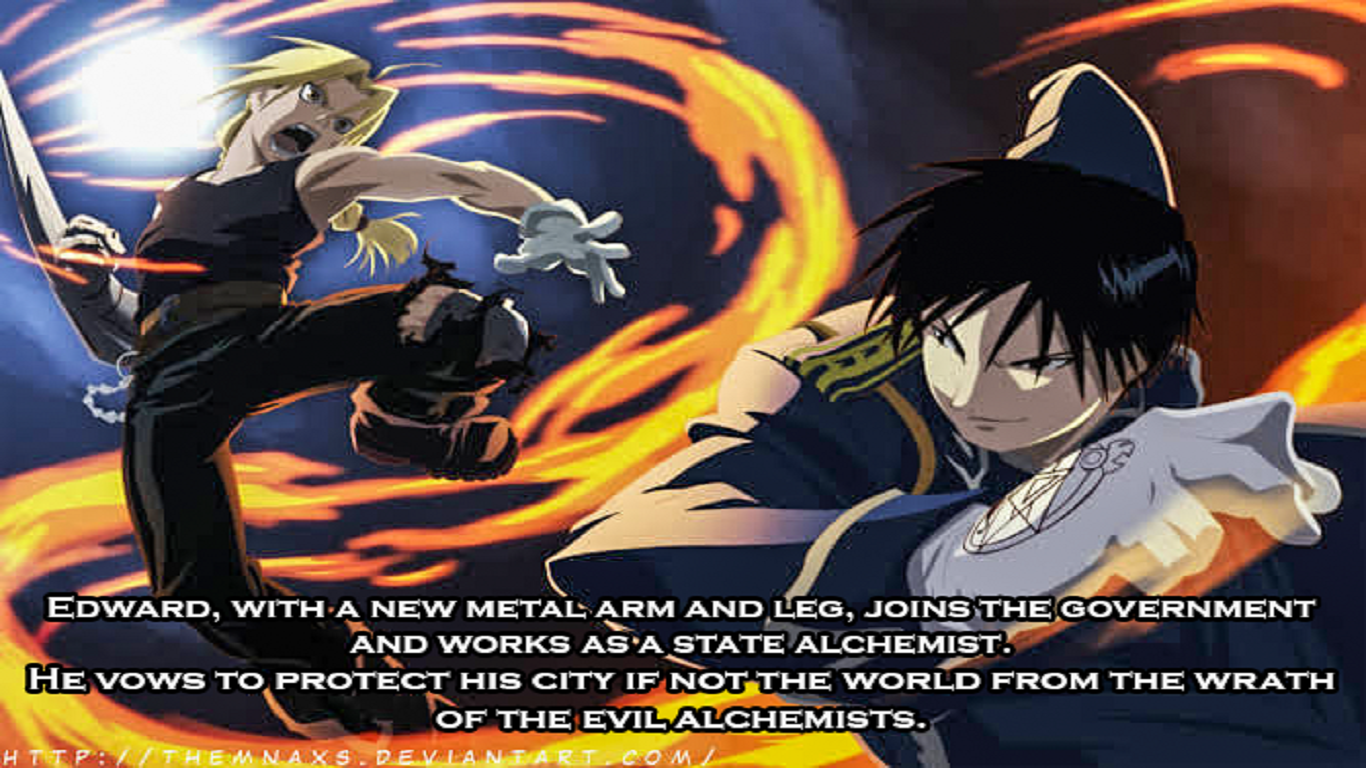 Edward, with a new metal arm and leg, joins the government
and works as a state alchemist.
He vows to protect his city if not the world from the wrath
of the evil alchemists.
HTTP://THEMNAXS.DEVIANTART.COM/